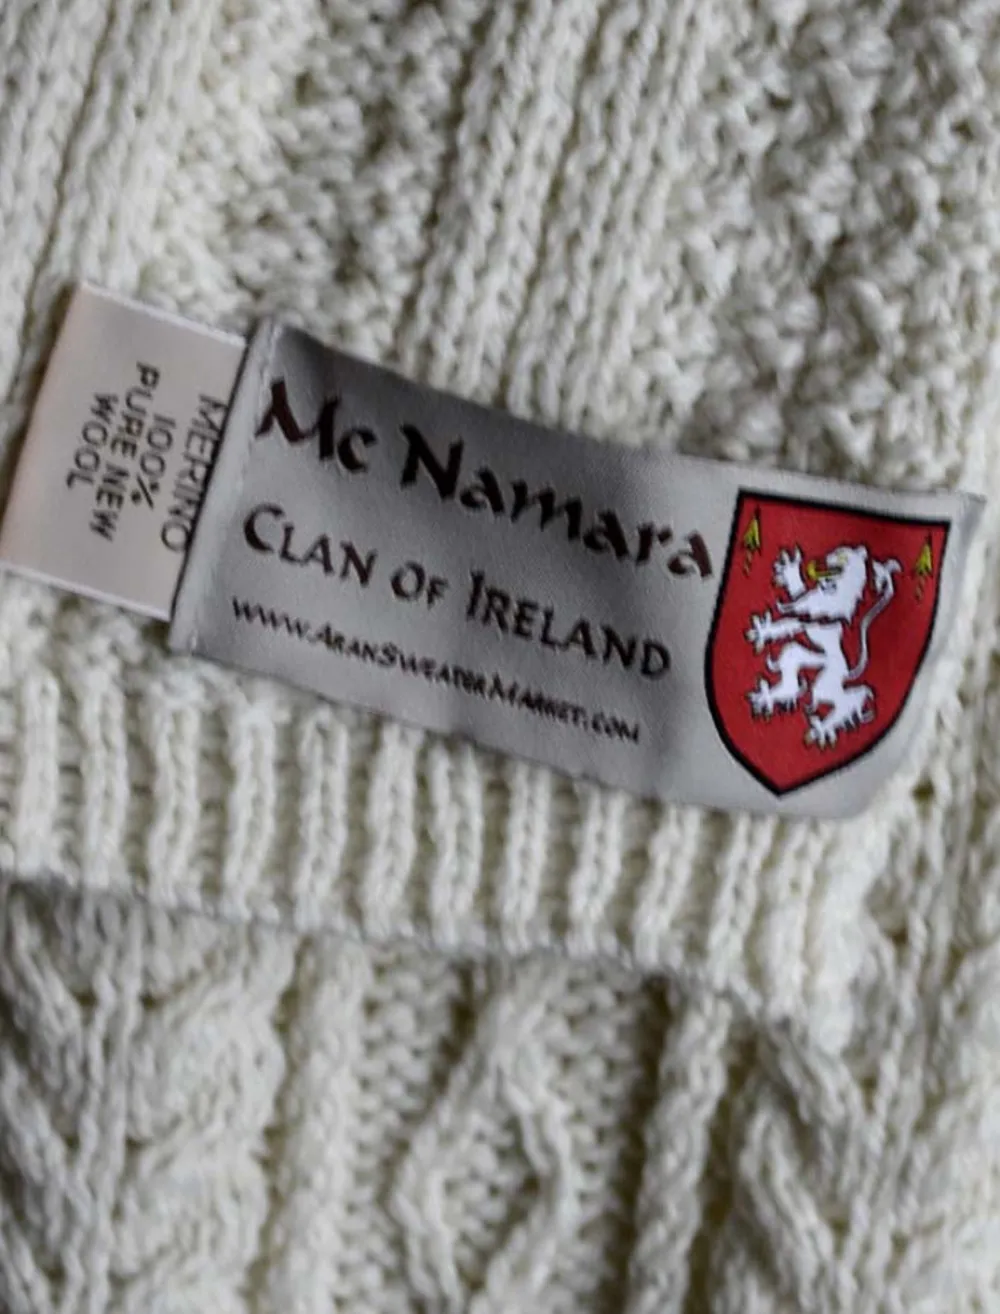 Mc Namara
CLAN OF IRELAND
WWW.ARANSWEATERMARKET.COM
MERINO
100%
PURE NEW
WOOL